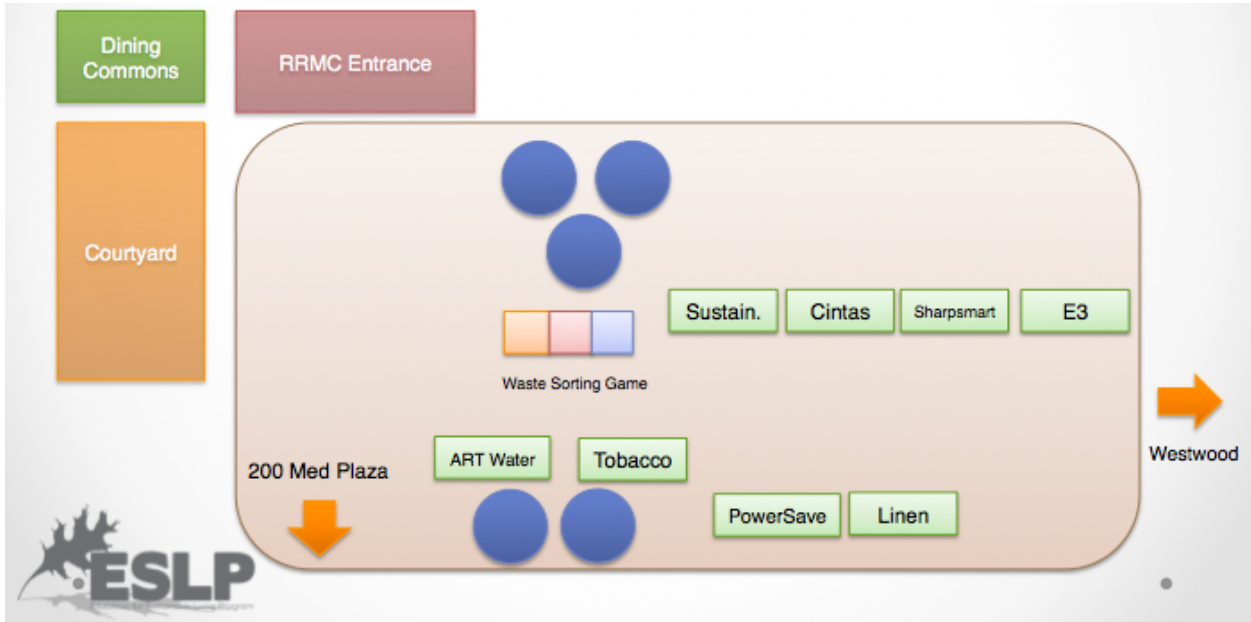 Dining
Commons
RRMC Entrance
Courtyard
Sustain.
Cintas
Sharpsmart
E3
Waste Sorting Game
Westwood
ART Water
Tobacco
200 Med Plaza
PowerSave
Linen
ESLP